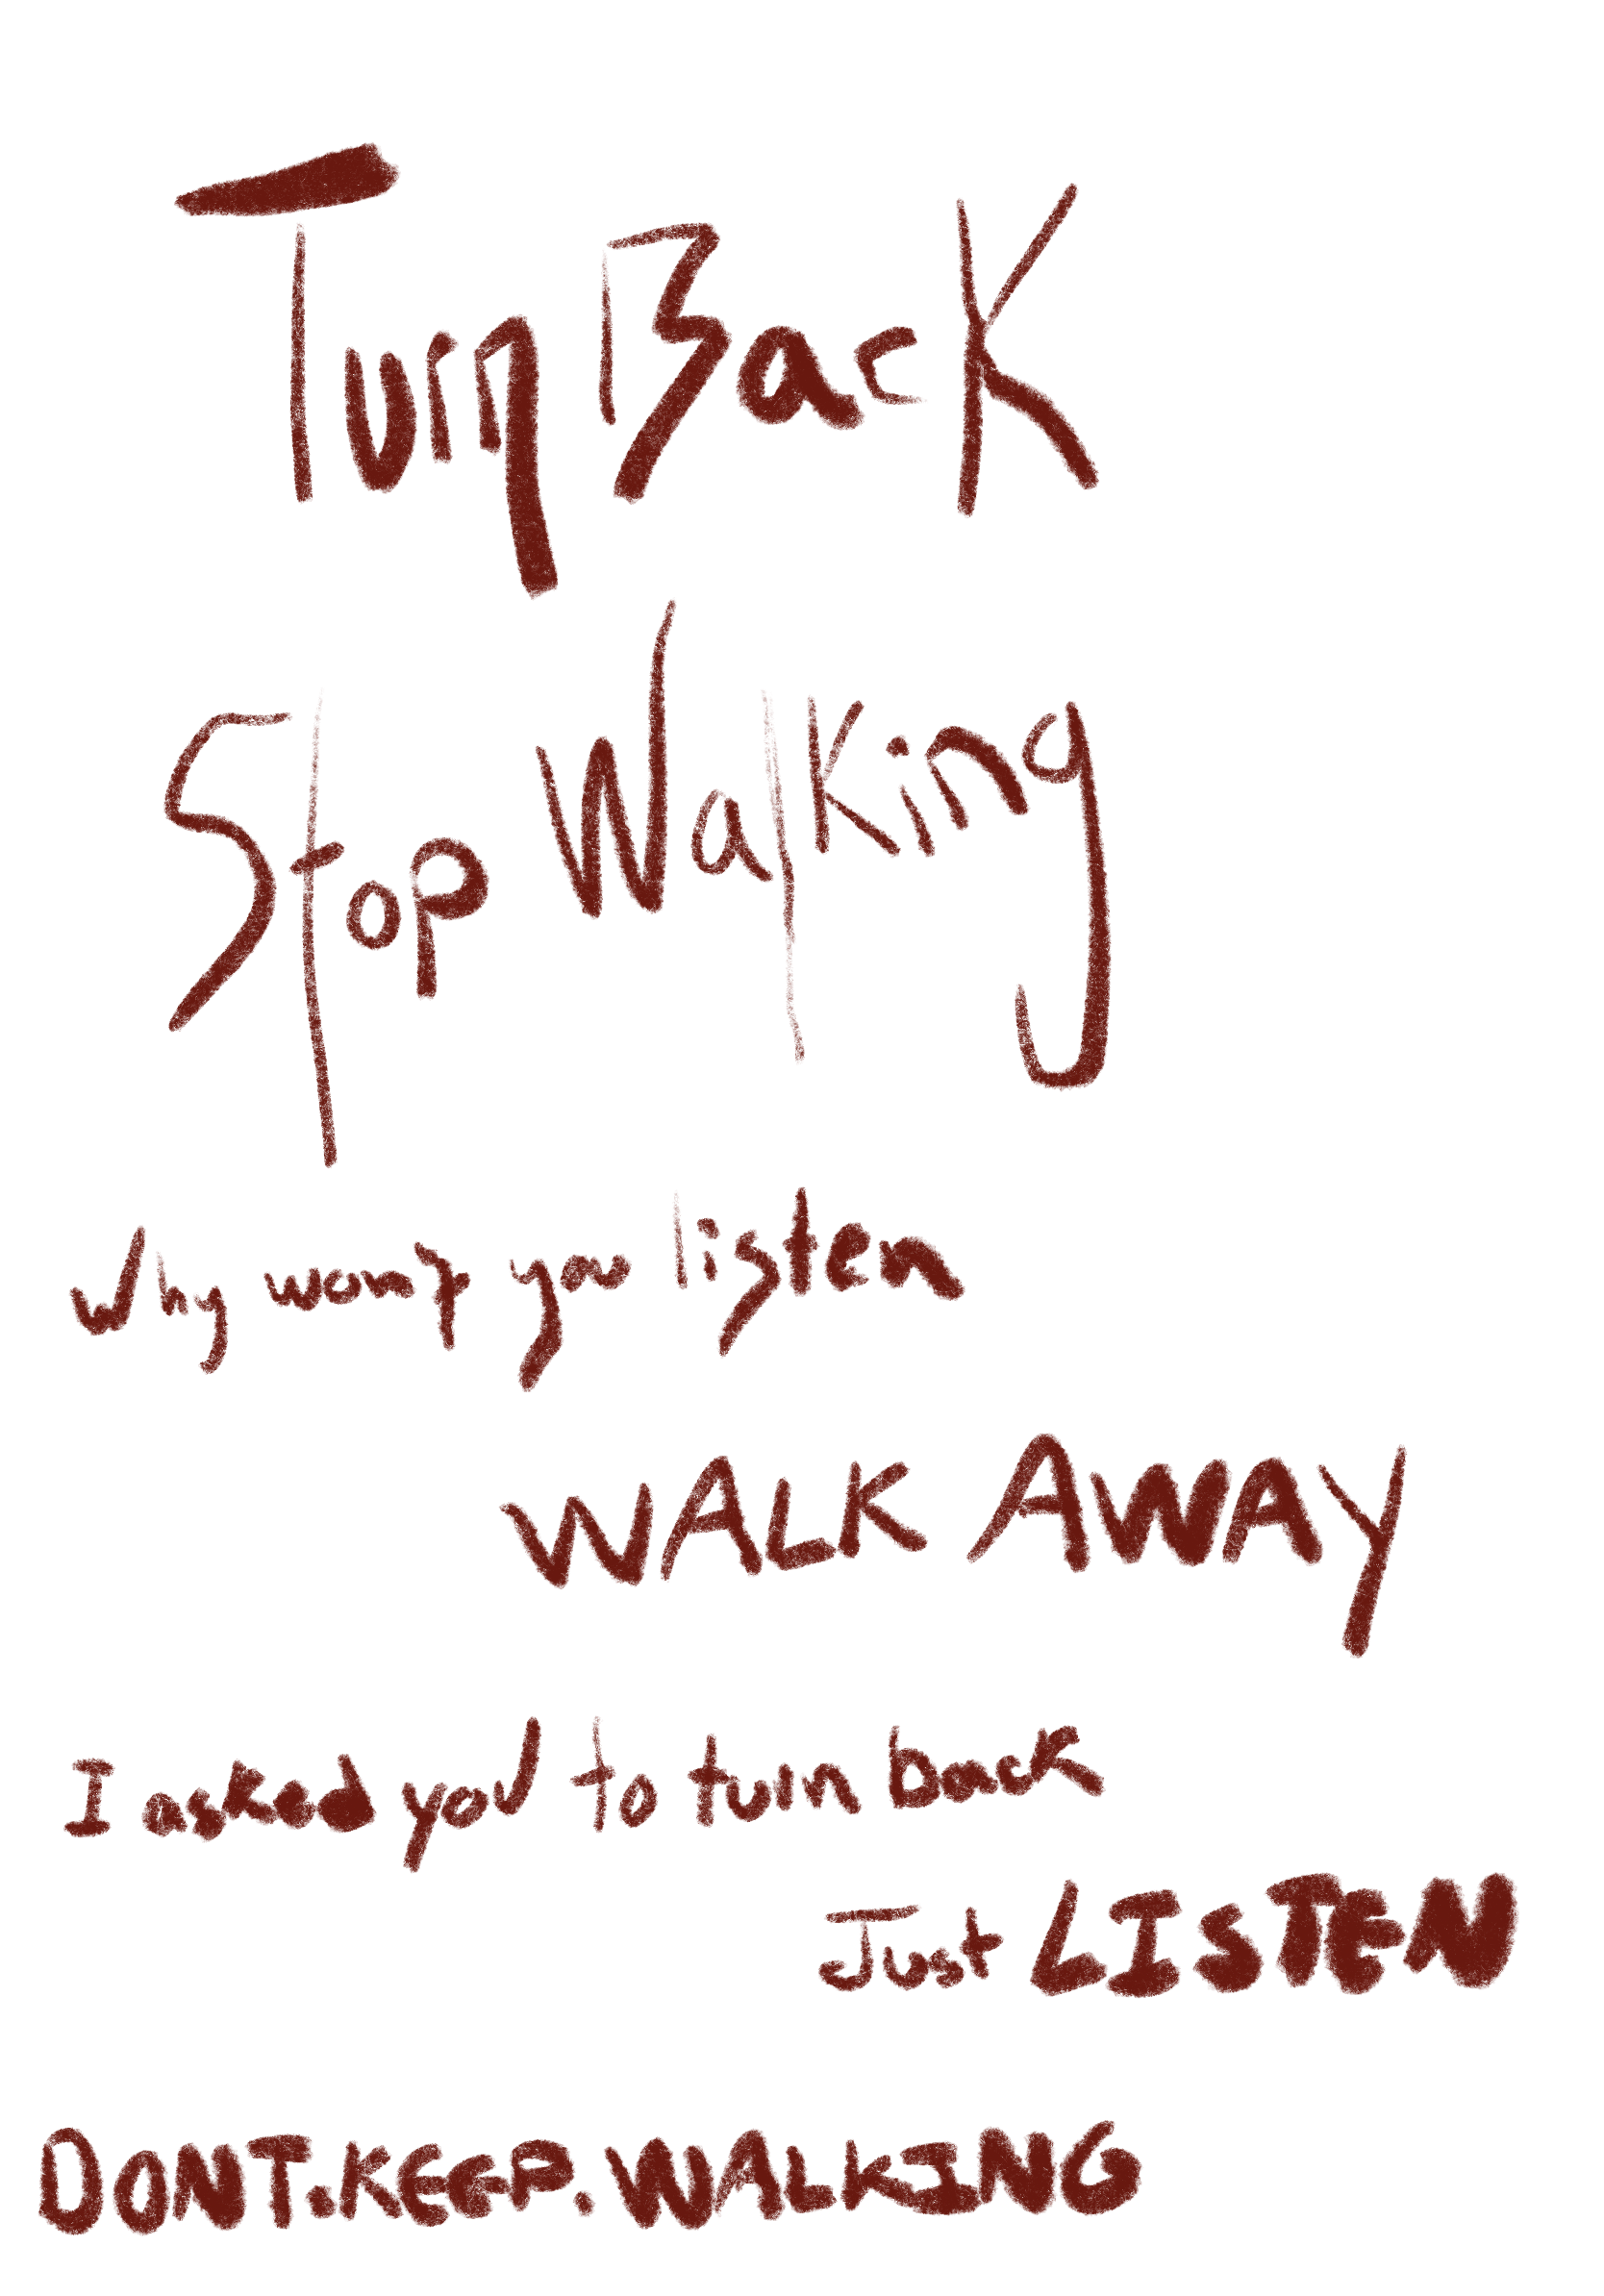 Turn Back
Stop Walking
Why wont you listen
WALK AWAY
I asked you to turn back
Just LISTEN
DONT.KEEP.WALKING